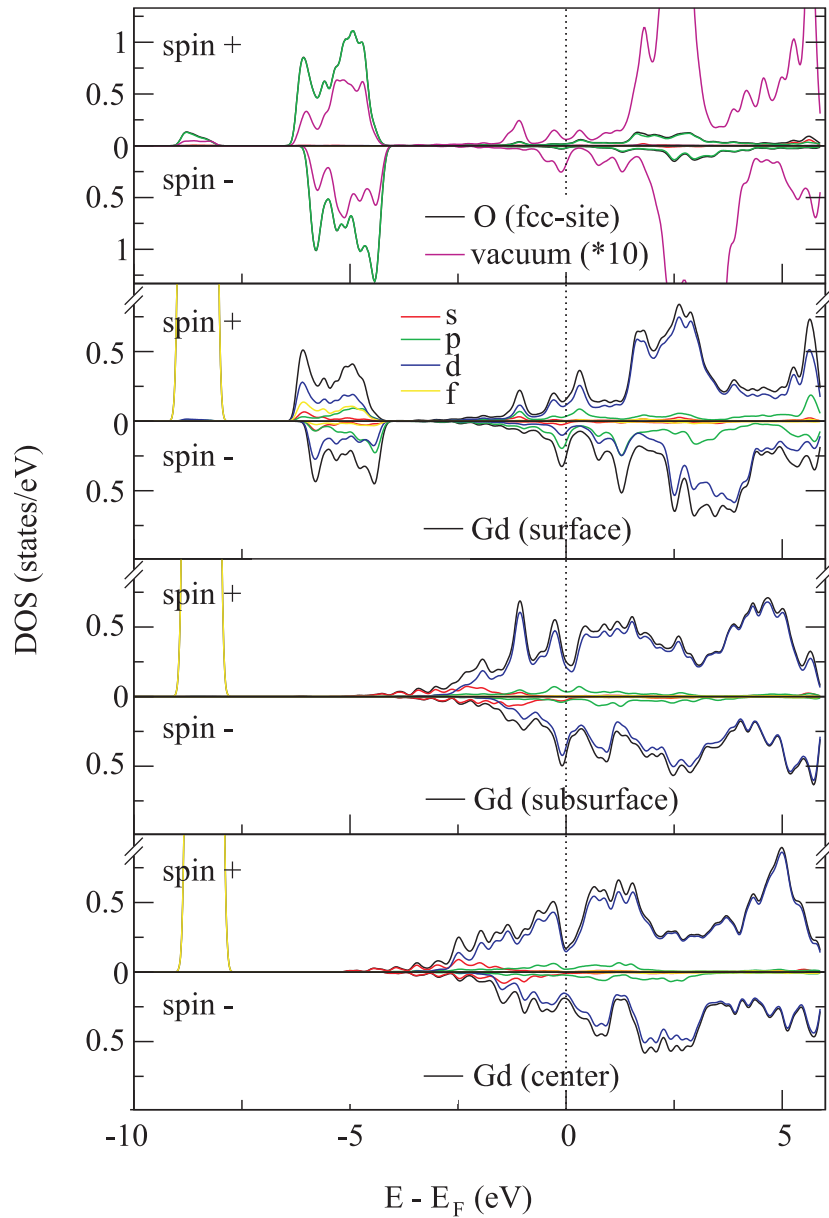 spin +
1
0.5
0
spin -
0.5
1
O (fcc-site)
vacuum (*10)
spin +
s
p
d
f
0.5
0
spin -
0.5
Gd (surface)
DOS (states/eV)
spin +
0.5
0
spin -
0.5
Gd (subsurface)
spin +
0.5
0
spin -
0.5
Gd (center)
-10 -5 0 5
E - E_F (eV)